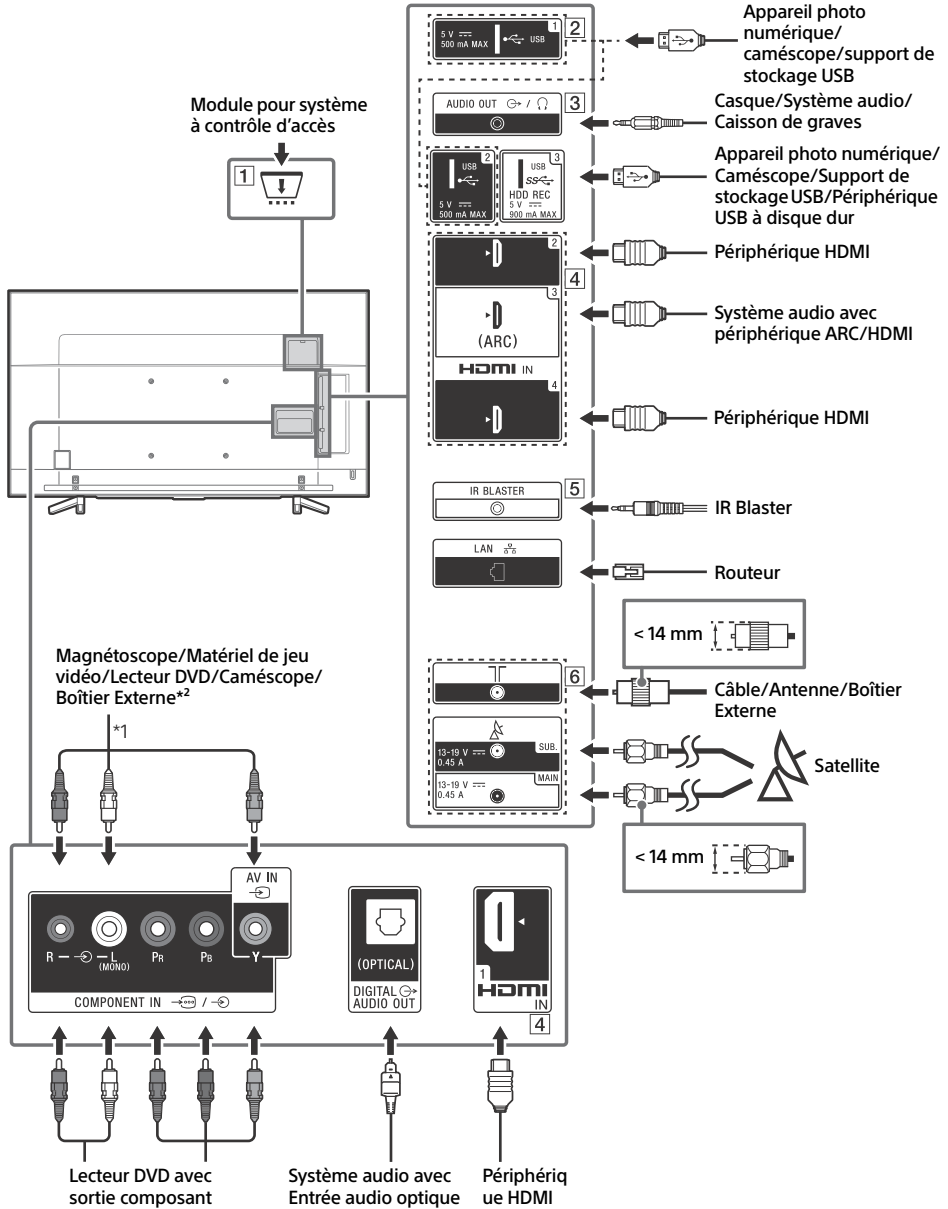 Appareil photo
numérique/
caméscope/support de
stockage USB
5 V
500 mA MAX
USB
1
2
Module pour système
à contrôle d'accès
1
AUDIO OUT /
3
Casque/Système audio/
Caisson de graves
2
USB
5 V
500 mA MAX
3
USB
SS
HDD REC
5 V
900 mA MAX
Appareil photo numérique/
Caméscope/Support de
stockage USB/Périphérique
USB à disque dur
2
4
Périphérique HDMI
3
(ARC)
Système audio avec
périphérique ARC/HDMI
HDMI IN
4
Périphérique HDMI
IR BLASTER
5
IR Blaster
LAN
Routeur
< 14 mm
6
Câble/Antenne/Boîtier
Externe
13-19 V
0.45 A
SUB.
13-19 V
0.45 A
MAIN
Satellite
< 14 mm
Magnétoscope/Matériel de jeu
vidéo/Lecteur DVD/Caméscope/
Boîtier Externe*2
*1
AV IN
R L
(MONO)
PR
PB
Y
COMPONENT IN /
(OPTICAL)
DIGITAL
AUDIO OUT
1
HDMI
IN
4
Lecteur DVD avec
sortie composant
Système audio avec
Entrée audio optique
Périphériq
ue HDMI